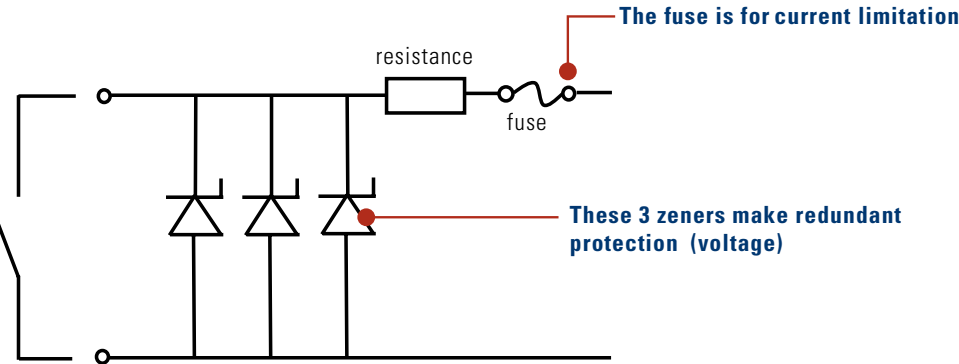 The fuse is for current limitation
resistance
fuse
These 3 zeners make redundant
protection (voltage)